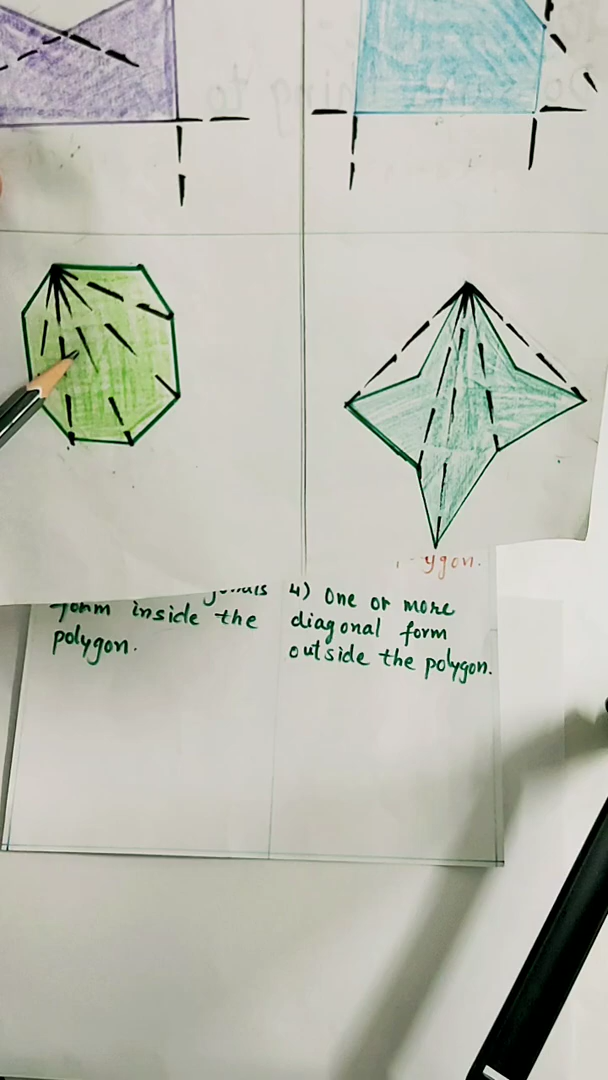 ygon.
form inside the
polygon.
4) One or more
diagonal form
outside the polygon.